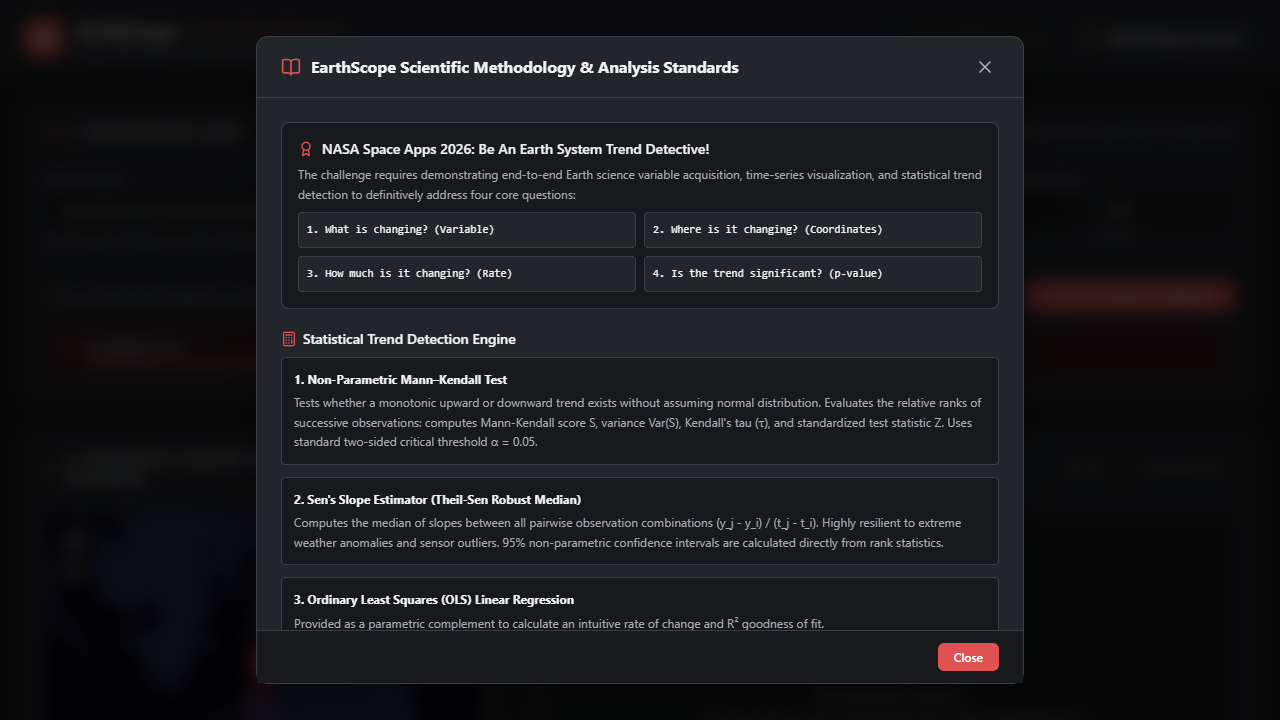 EarthScope Scientific Methodology & Analysis Standards
NASA Space Apps 2026: Be An Earth System Trend Detective!
The challenge requires demonstrating end-to-end Earth science variable acquisition, time-series visualization, and statistical trend
detection to definitively address four core questions:
1. What is changing? (Variable)
2. Where is it changing? (Coordinates)
3. How much is it changing? (Rate)
4. Is the trend significant? (p-value)
Statistical Trend Detection Engine
1. Non-Parametric Mann–Kendall Test
Tests whether a monotonic upward or downward trend exists without assuming normal distribution. Evaluates the relative ranks of
successive observations: computes Mann-Kendall score S, variance Var(S), Kendall's tau (τ), and standardized test statistic Z. Uses
standard two-sided critical threshold α = 0.05.
2. Sen's Slope Estimator (Theil-Sen Robust Median)
Computes the median of slopes between all pairwise observation combinations (y_j - y_i) / (t_j - t_i). Highly resilient to extreme
weather anomalies and sensor outliers. 95% non-parametric confidence intervals are calculated directly from rank statistics.
3. Ordinary Least Squares (OLS) Linear Regression
Provided as a parametric complement to calculate an intuitive rate of change and R² goodness of fit.
Close